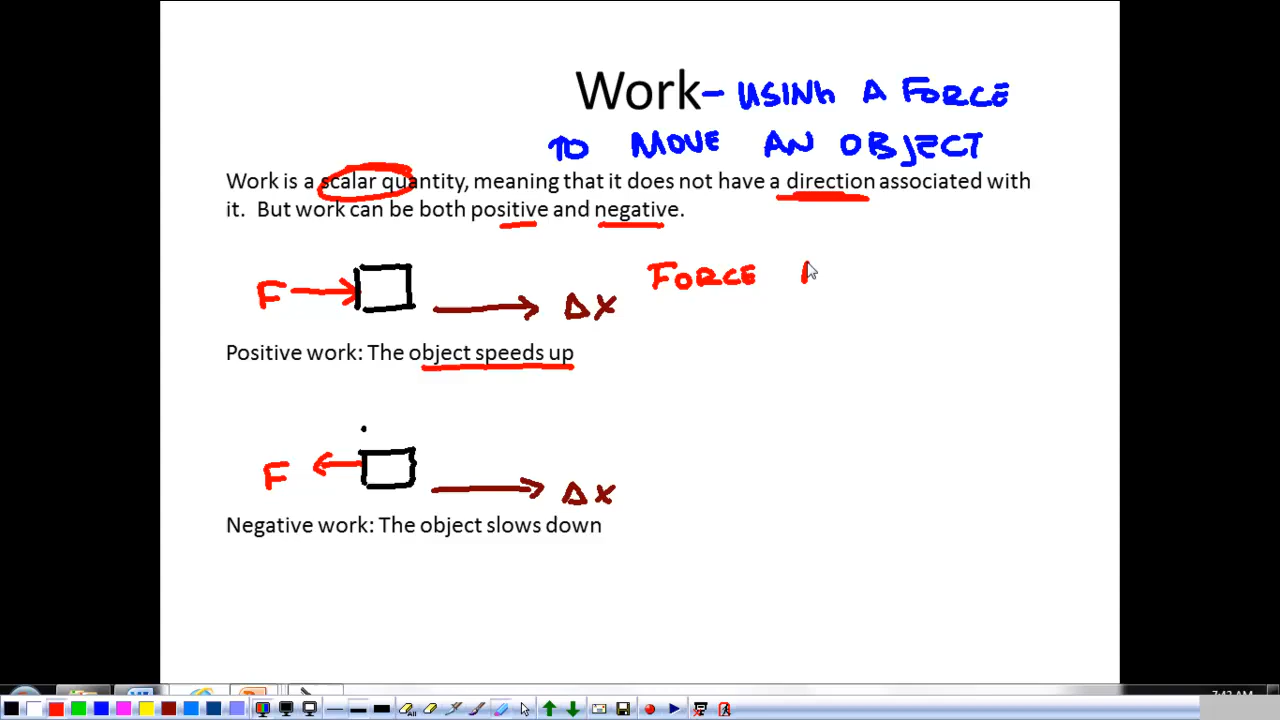 Work- USING A FORCE
TO MOVE AN OBJECT
Work is a scalar quantity, meaning that it does not have a direction associated with
it. But work can be both positive and negative.
F
Δx
FORCE
Positive work: The object speeds up
F
Δx
Negative work: The object slows down